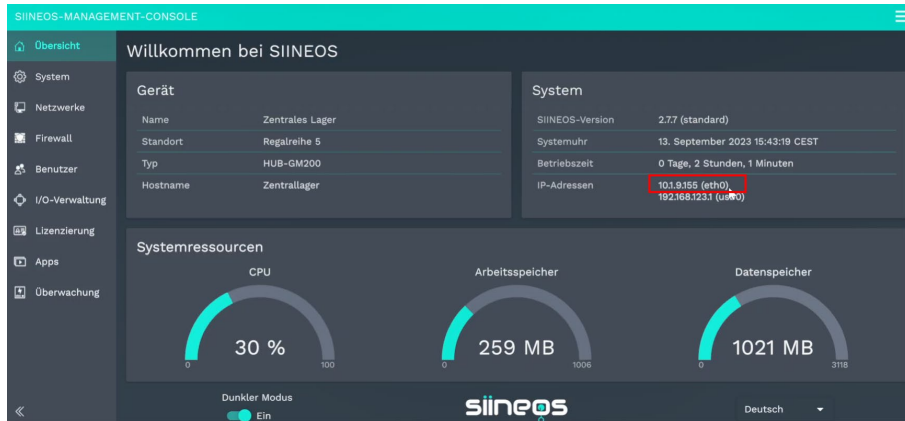 SIINEOS-MANAGEMENT-CONSOLE
Übersicht
System
Netzwerke
Firewall
Benutzer
I/O-Verwaltung
Lizenzierung
Apps
Überwachung
Willkommen bei SIINEOS
Gerät
Name Zentrales Lager
Standort Regalreihe 5
Typ HUB-GM200
Hostname Zentrallager
System
SIINEOS-Version 2.7.7 (standard)
Systemuhr 13. September 2023 15:43:19 CEST
Betriebszeit 0 Tage, 2 Stunden, 1 Minuten
IP-Adressen 10.1.9.155 (eth0)
192.168.123.1 (usb0)
Systemressourcen
CPU
30 %
0 100
Arbeitsspeicher
259 MB
0 1006
Datenspeicher
1021 MB
0 3118
Dunkler Modus
Ein
siineos
Deutsch